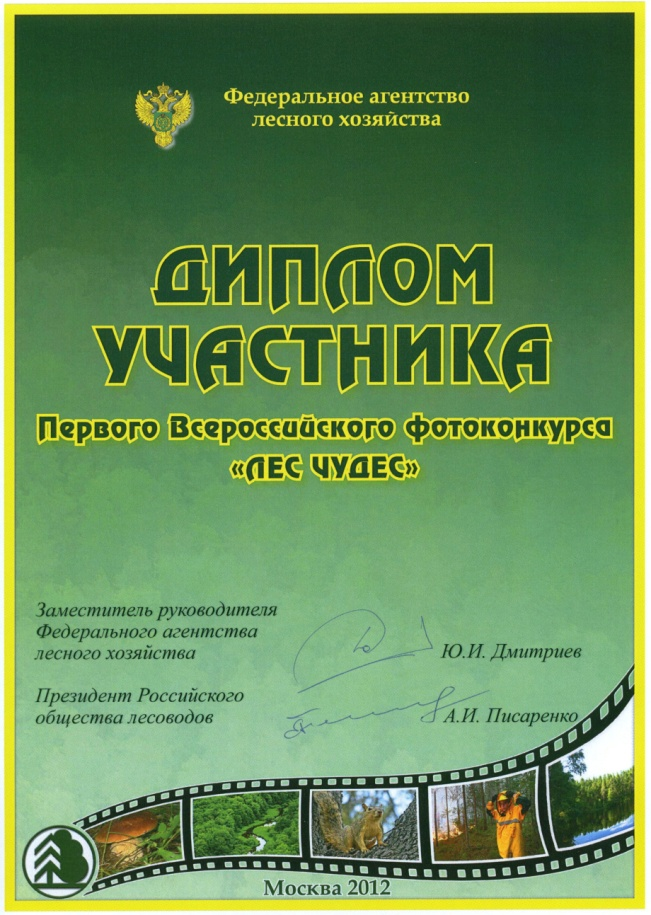 Федеральное агентство
лесного хозяйства
ДИПЛОМ
УЧАСТНИКА
Первого Всероссийского фотоконкурса
«ЛЕС ЧУДЕС»
Заместитель руководителя
Федерального агентства
лесного хозяйства
Ю.И. Дмитриев
Президент Российского
общества лесоводов
А.И. Писаренко
Москва 2012